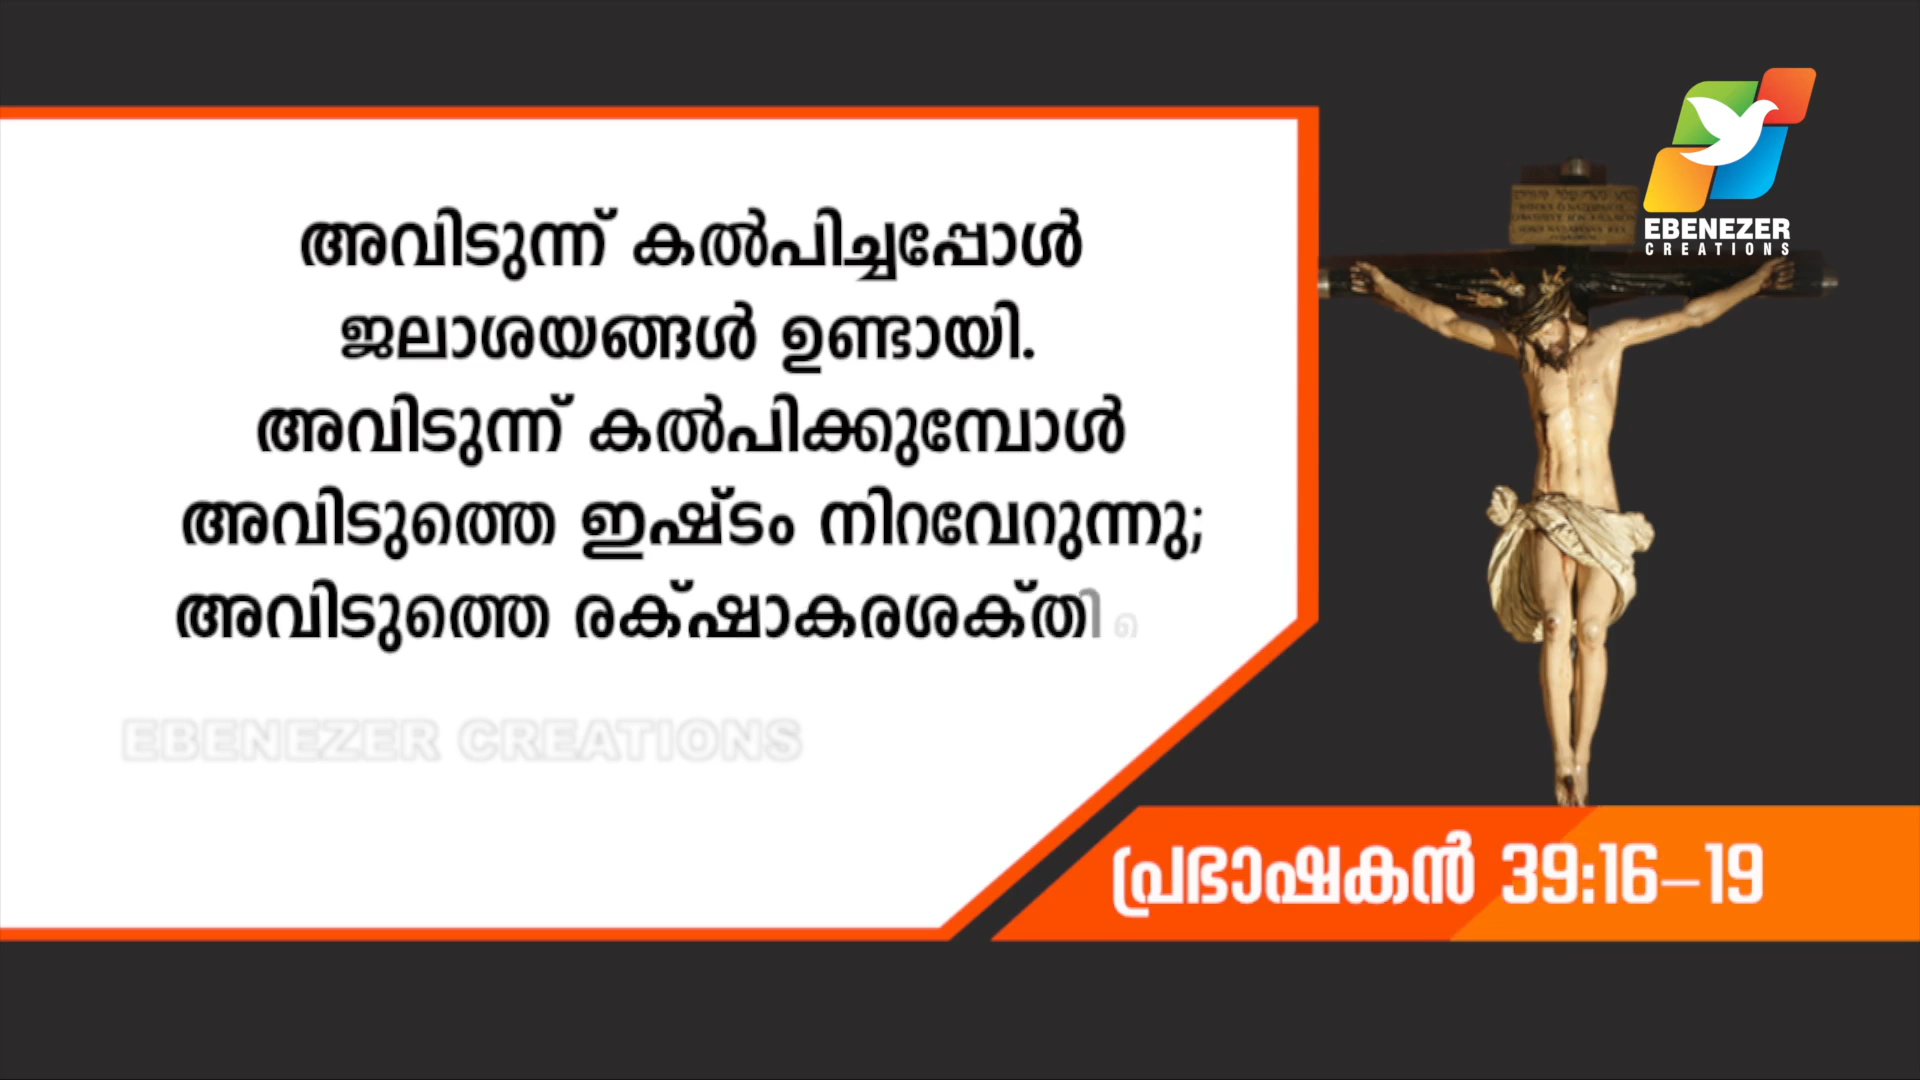 അവിടുന്ന് കൽപിച്ചപ്പോൾ
ജലാശയങ്ങൾ ഉണ്ടായി.
അവിടുന്ന് കൽപിക്കുമ്പോൾ
അവിടുത്തെ ഇഷ്ടം നിറവേറുന്നു;
അവിടുത്തെ രക്ഷാകരശക്തി
EBENEZER CREATIONS
EBENEZER
CREATIONS
പ്രഭാഷകൻ 39:16–19